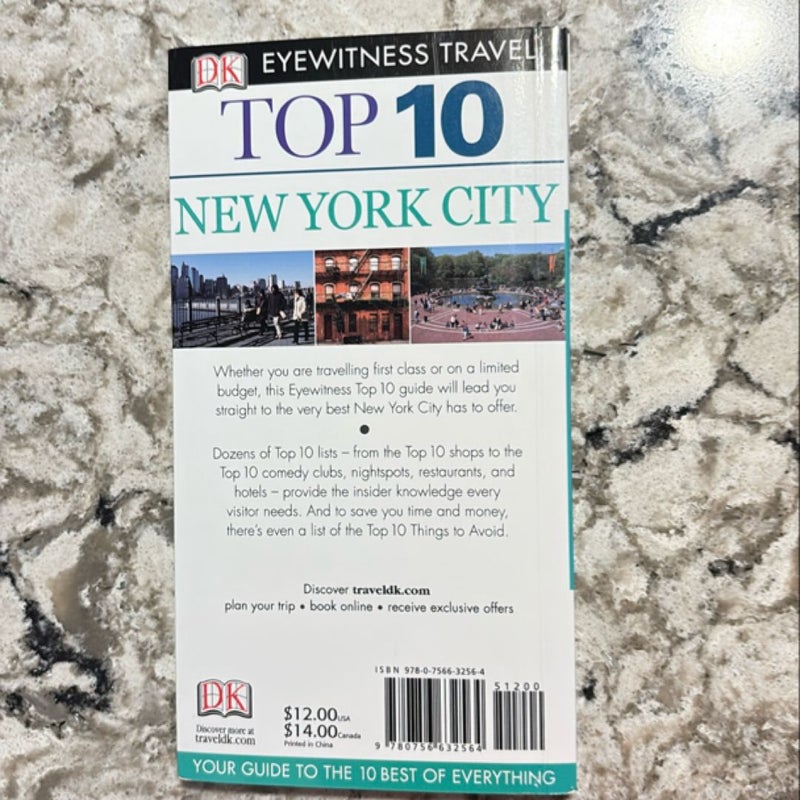 DK EYEWITNESS TRAVEL
TOP 10
NEW YORK CITY
Whether you are travelling first class or on a limited
budget, this Eyewitness Top 10 guide will lead you
straight to the very best New York City has to offer.
Dozens of Top 10 lists – from the Top 10 shops to the
Top 10 comedy clubs, nightspots, restaurants, and
hotels – provide the insider knowledge every
visitor needs. And to save you time and money,
there's even a list of the Top 10 Things to Avoid.
Discover traveldk.com
plan your trip • book online • receive exclusive offers
ISBN 978-0-7566-3256-4
51200
DK
Discover more at
traveldk.com
$12.00USA
$14.00Canada
Printed in China
9 780756 632564
YOUR GUIDE TO THE 10 BEST OF EVERYTHING